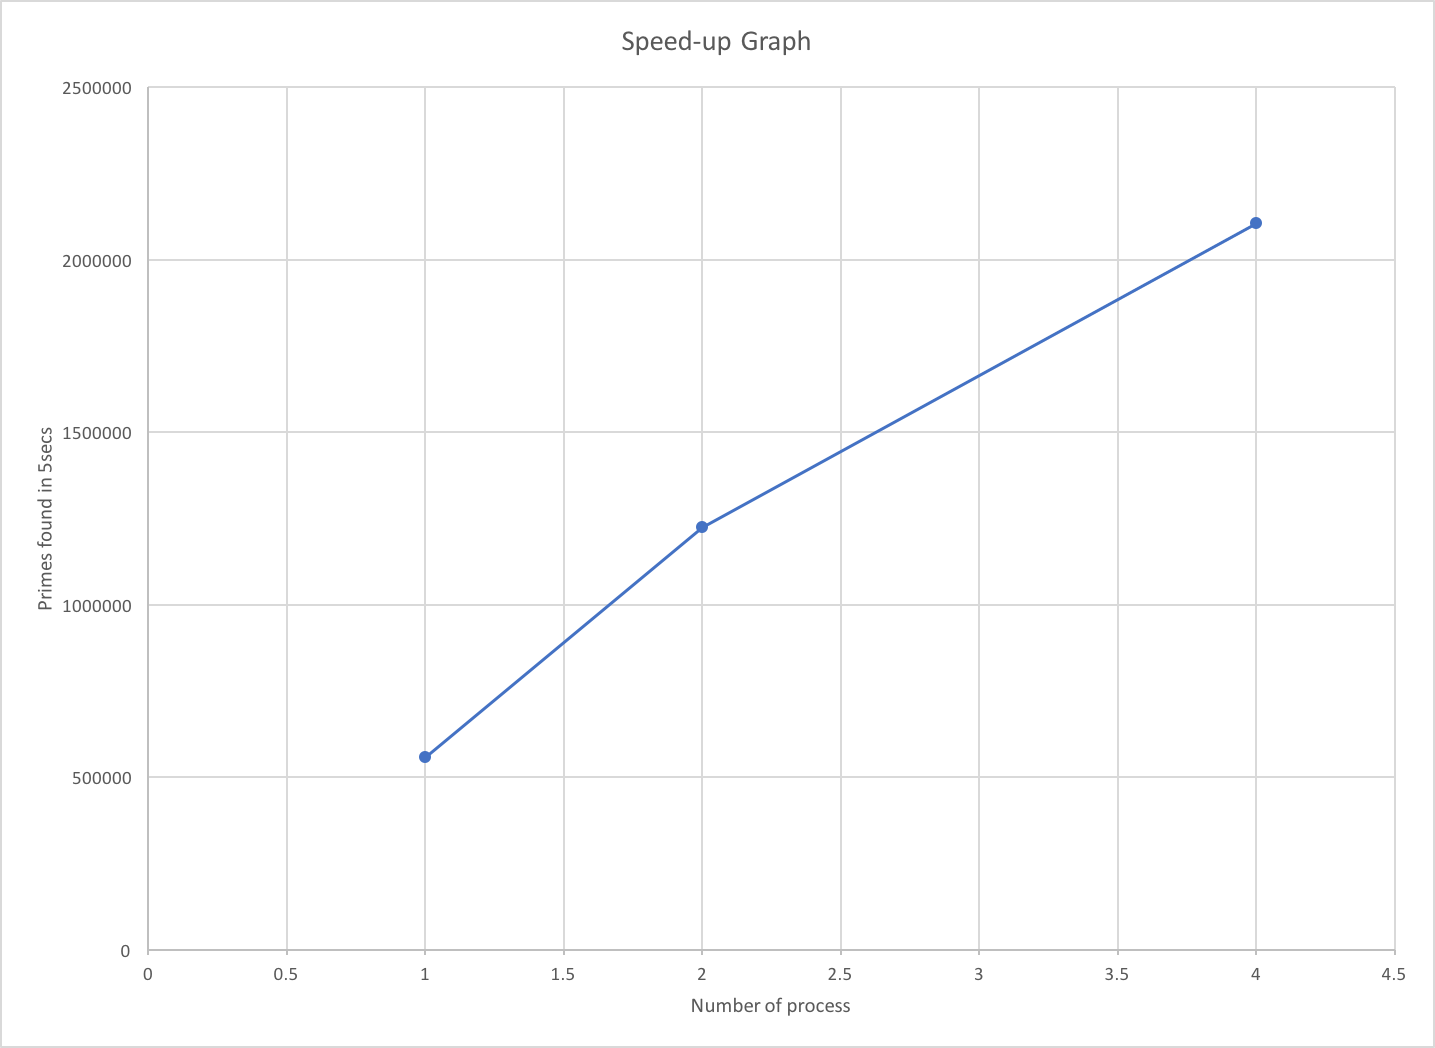 Speed-up Graph
2500000
2000000
1500000
1000000
500000
0
Primes found in 5secs
0 0.5 1 1.5 2 2.5 3 3.5 4 4.5
Number of process